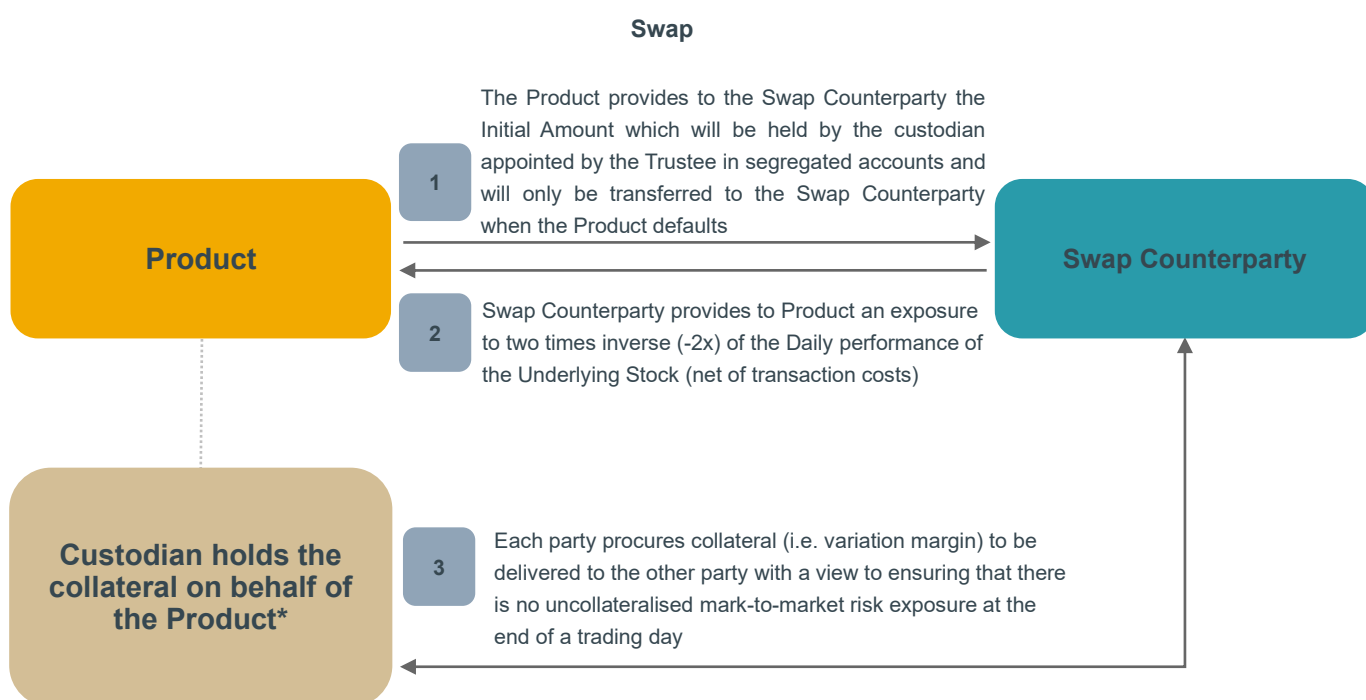 Swap
The Product provides to the Swap Counterparty the
Initial Amount which will be held by the custodian
appointed by the Trustee in segregated accounts and
will only be transferred to the Swap Counterparty
when the Product defaults
1
Product
Swap Counterparty
2
Swap Counterparty provides to Product an exposure
to two times inverse (-2x) of the Daily performance of
the Underlying Stock (net of transaction costs)
Custodian holds the
collateral on behalf of
the Product*
3
Each party procures collateral (i.e. variation margin) to be
delivered to the other party with a view to ensuring that there
is no uncollateralised mark-to-market risk exposure at the
end of a trading day